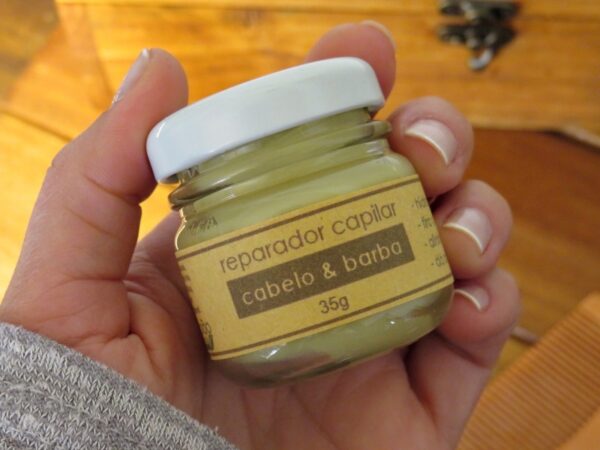 reparador capilar
cabelo & barba
35g